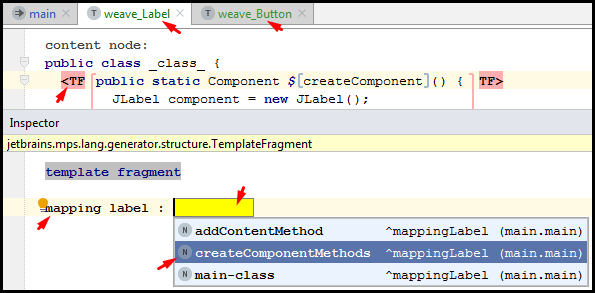 main weave_Label weave_Button
content node:
public class _class_ {
<TF public static Component $[createComponent]() { TF>
JLabel component = new JLabel();
Inspector
jetbrains.mps.lang.generator.structure.TemplateFragment
template fragment
mapping label :
N addContentMethod ^mappingLabel (main.main)
N createComponentMethods ^mappingLabel (main.main)
N main-class ^mappingLabel (main.main)